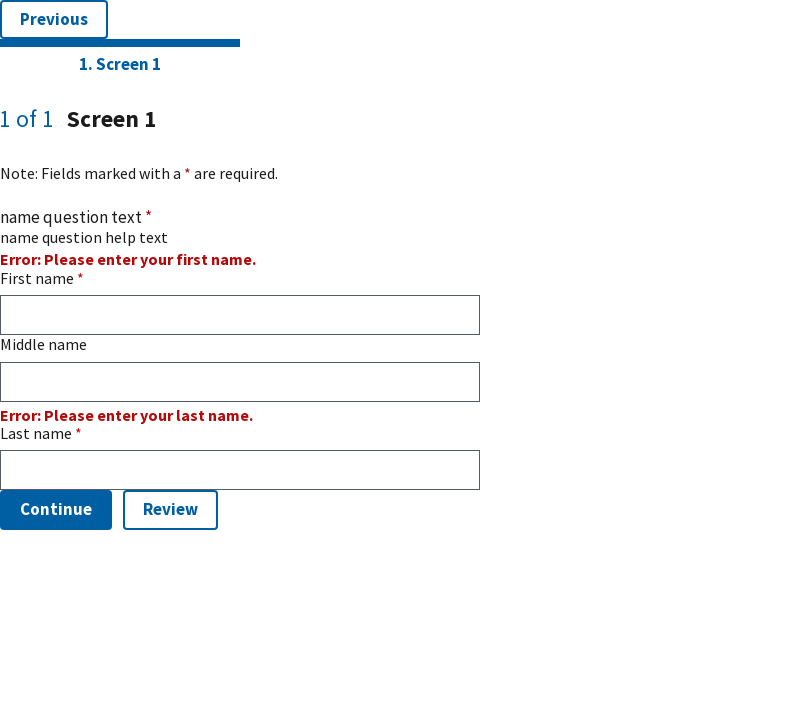 Previous
1. Screen 1
1 of 1 Screen 1
Note: Fields marked with a * are required.
name question text *
name question help text
Error: Please enter your first name.
First name *
Middle name
Error: Please enter your last name.
Last name *
Continue Review